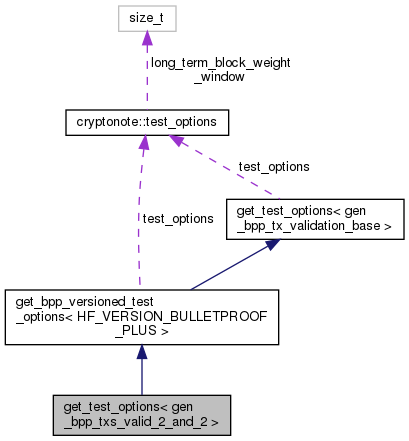 size_t
long_term_block_weight
_window
cryptonote::test_options
test_options
test_options
get_test_options< gen
_bpp_tx_validation_base >
get_bpp_versioned_test
_options< HF_VERSION_BULLETPROOF
_PLUS >
get_test_options< gen
_bpp_txs_valid_2_and_2 >